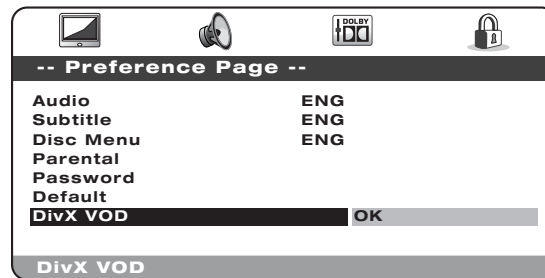 DOLBY
-- Preference Page --
Audio ENG
Subtitle ENG
Disc Menu ENG
Parental
Password
Default
DivX VOD OK
DivX VOD